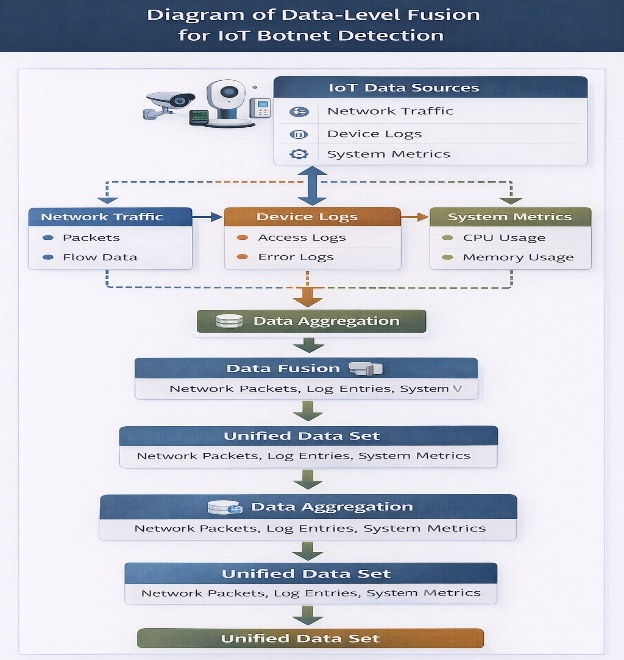 Diagram of Data-Level Fusion
for IoT Botnet Detection
IoT Data Sources
Network Traffic
Device Logs
System Metrics
Network Traffic
Packets
Flow Data
Device Logs
Access Logs
Error Logs
System Metrics
CPU Usage
Memory Usage
Data Aggregation
Data Fusion
Network Packets, Log Entries, System V
Unified Data Set
Network Packets, Log Entries, System Metrics
Data Aggregation
Network Packets, Log Entries, System Metrics
Unified Data Set
Network Packets, Log Entries, System Metrics
Unified Data Set